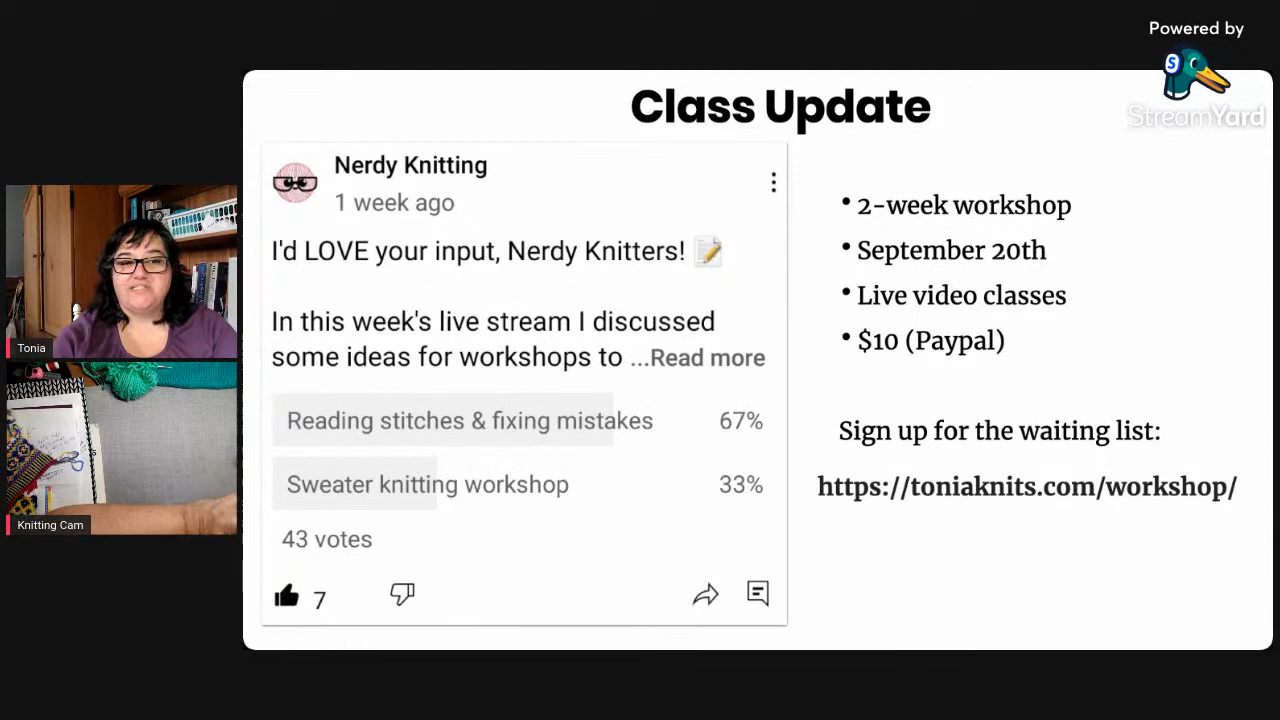 Powered by
StreamYard
Class Update
Nerdy Knitting
1 week ago
I'd LOVE your input, Nerdy Knitters! 📝
In this week's live stream I discussed
some ideas for workshops to ...Read more
Reading stitches & fixing mistakes 67%
Sweater knitting workshop 33%
43 votes
7
• 2-week workshop
• September 20th
• Live video classes
• $10 (Paypal)
Sign up for the waiting list:
https://toniaknits.com/workshop/
Tonia
Knitting Cam